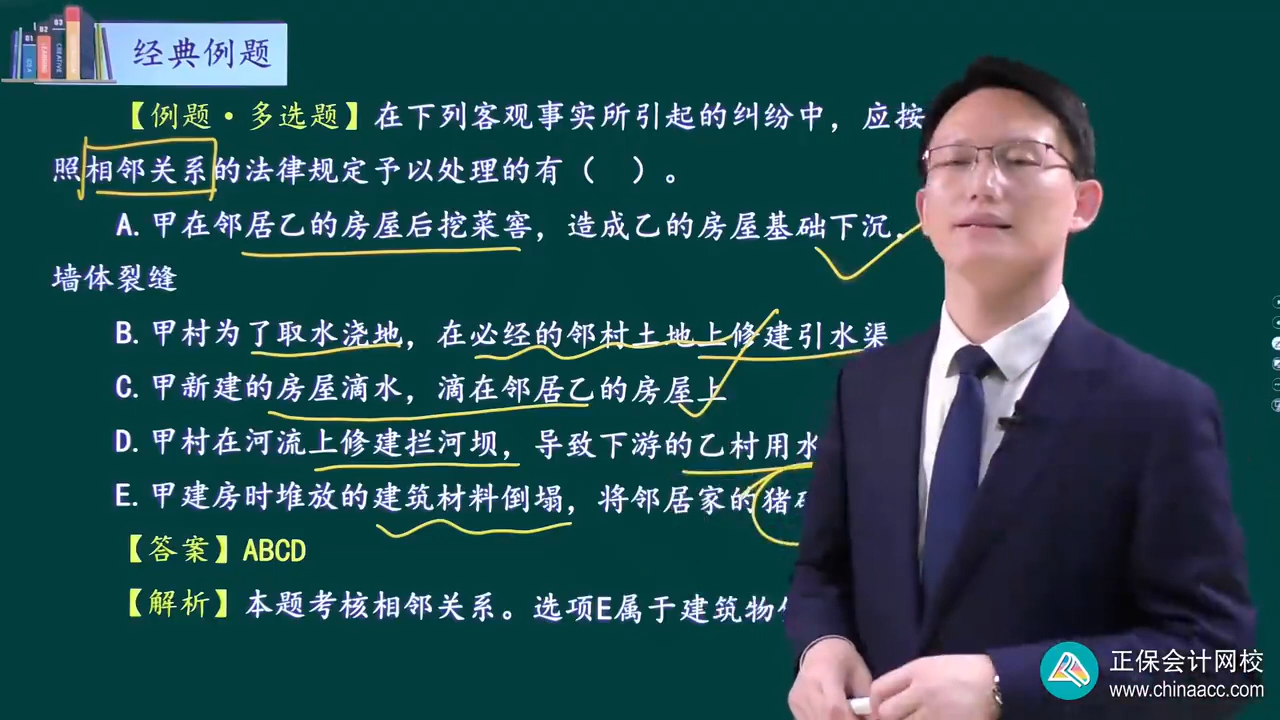 经典例题
【例题·多选题】在下列客观事实所引起的纠纷中，应按
照相邻关系的法律规定予以处理的有（ ）。
A. 甲在邻居乙的房屋后挖菜窖，造成乙的房屋基础下沉，
墙体裂缝
B. 甲村为了取水浇地，在必经的邻村土地上修建引水渠
C. 甲新建的房屋滴水，滴在邻居乙的房屋上
D. 甲村在河流上修建拦河坝，导致下游的乙村用水
E. 甲建房时堆放的建筑材料倒塌，将邻居家的猪
【答案】ABCD
【解析】本题考核相邻关系。选项E属于建筑物
正保会计网校
www.chinaacc.com